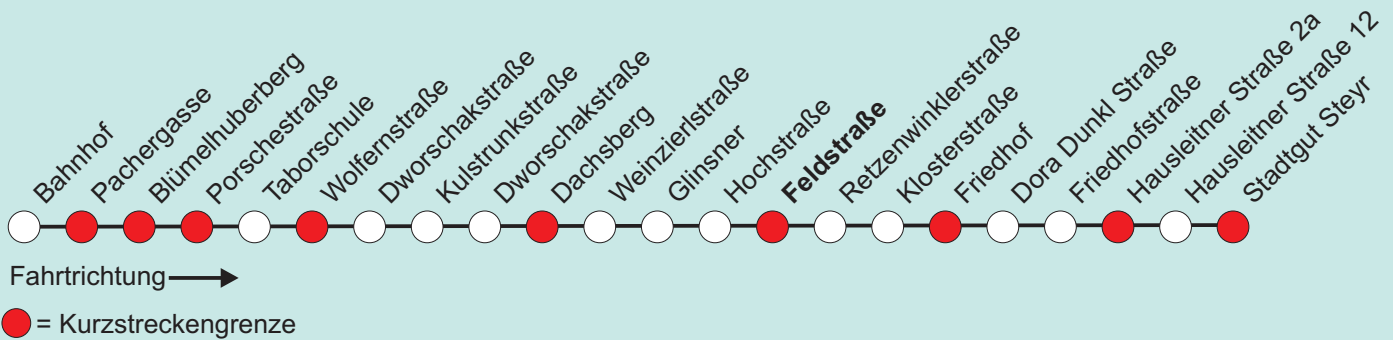 Bahnhof
Pachergasse
Blümelhuberberg
Porschestraße
Taborschule
Wolfernstraße
Dworschakstraße
Kulstrunkstraße
Dworschakstraße
Dachsberg
Weinzierlstraße
Glinsner
Hochstraße
Feldstraße
Retzenwinklerstraße
Klosterstraße
Friedhof
Dora Dunkl Straße
Friedhofstraße
Hausleitner Straße 2a
Hausleitner Straße 12
Stadtgut Steyr
Fahrtrichtung
= Kurzstreckengrenze